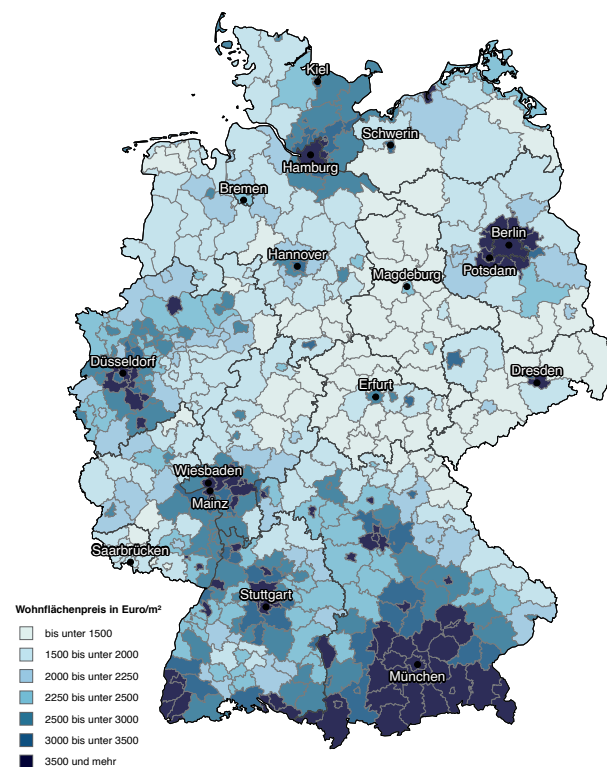 Kiel
Schwerin
Hamburg
Bremen
Berlin
Hannover
Potsdam
Magdeburg
Düsseldorf
Dresden
Erfurt
Wiesbaden
Mainz
Saarbrücken
Stuttgart
München
Wohnflächenpreis in Euro/m²
bis unter 1500
1500 bis unter 2000
2000 bis unter 2250
2250 bis unter 2500
2500 bis unter 3000
3000 bis unter 3500
3500 und mehr